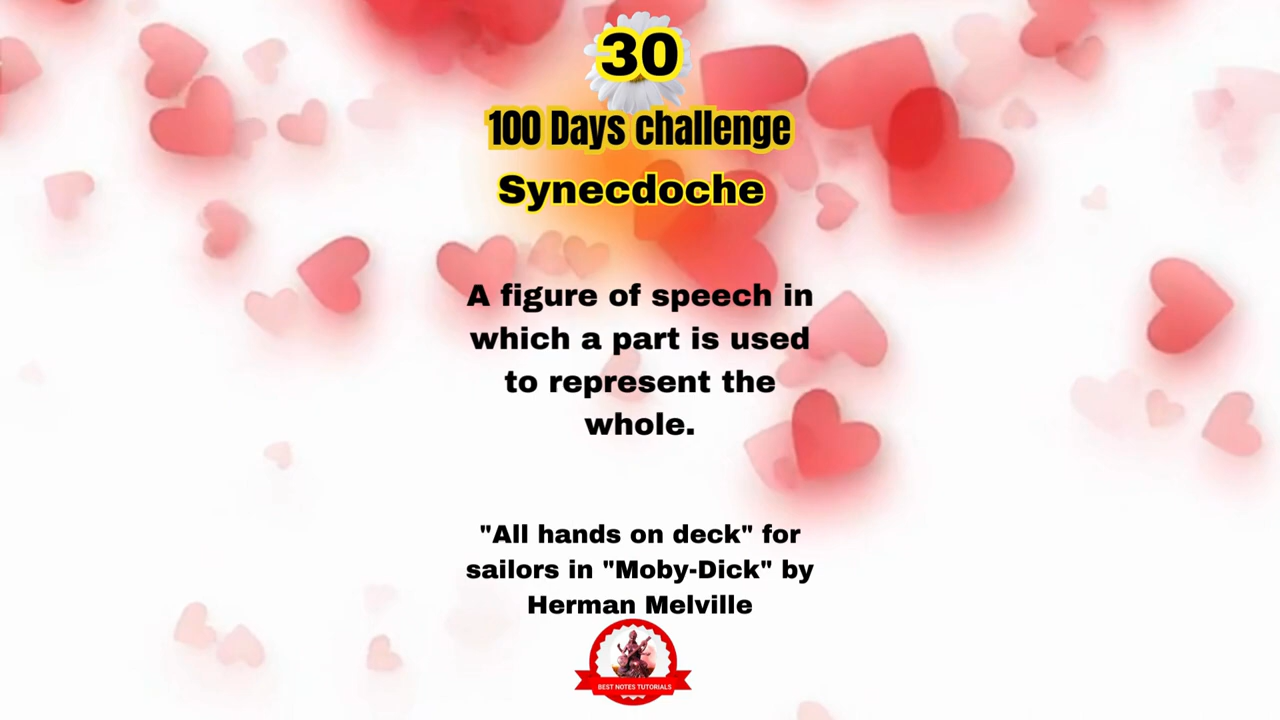 30
100 Days challenge
Synecdoche
A figure of speech in
which a part is used
to represent the
whole.
"All hands on deck" for
sailors in "Moby-Dick" by
Herman Melville
BEST NOTES TUTORIALS